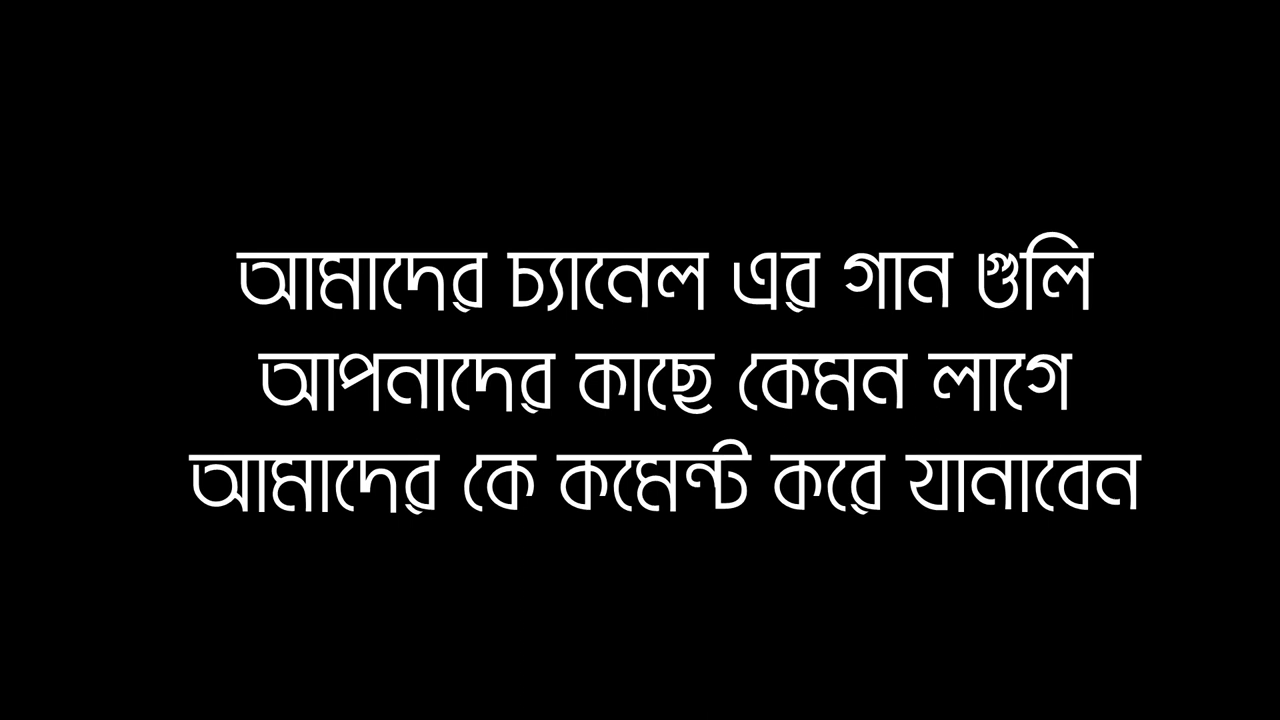 আমাদের চ্যানেল এর গান গুলি
আপনাদের কাছে কেমন লাগে
আমাদের কে কমেন্ট করে যানাবেন